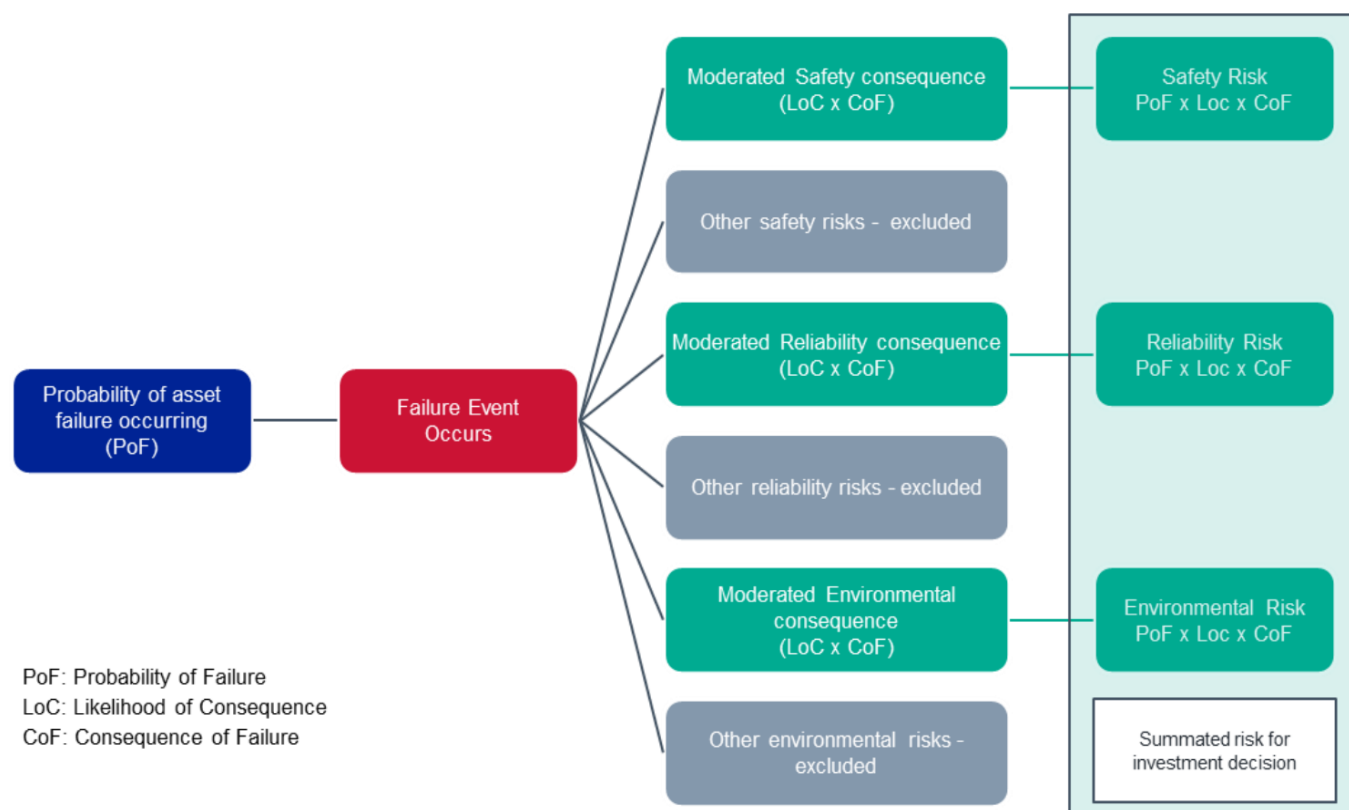 Probability of asset
failure occurring
(PoF)
Failure Event
Occurs
Moderated Safety consequence
(LoC x CoF)
Safety Risk
PoF x Loc x CoF
Other safety risks - excluded
Moderated Reliability consequence
(LoC x CoF)
Reliability Risk
PoF x Loc x CoF
Other reliability risks - excluded
Moderated Environmental
consequence
(LoC x CoF)
Environmental Risk
PoF x Loc x CoF
Other environmental risks -
excluded
Summated risk for
investment decision
PoF: Probability of Failure
LoC: Likelihood of Consequence
CoF: Consequence of Failure